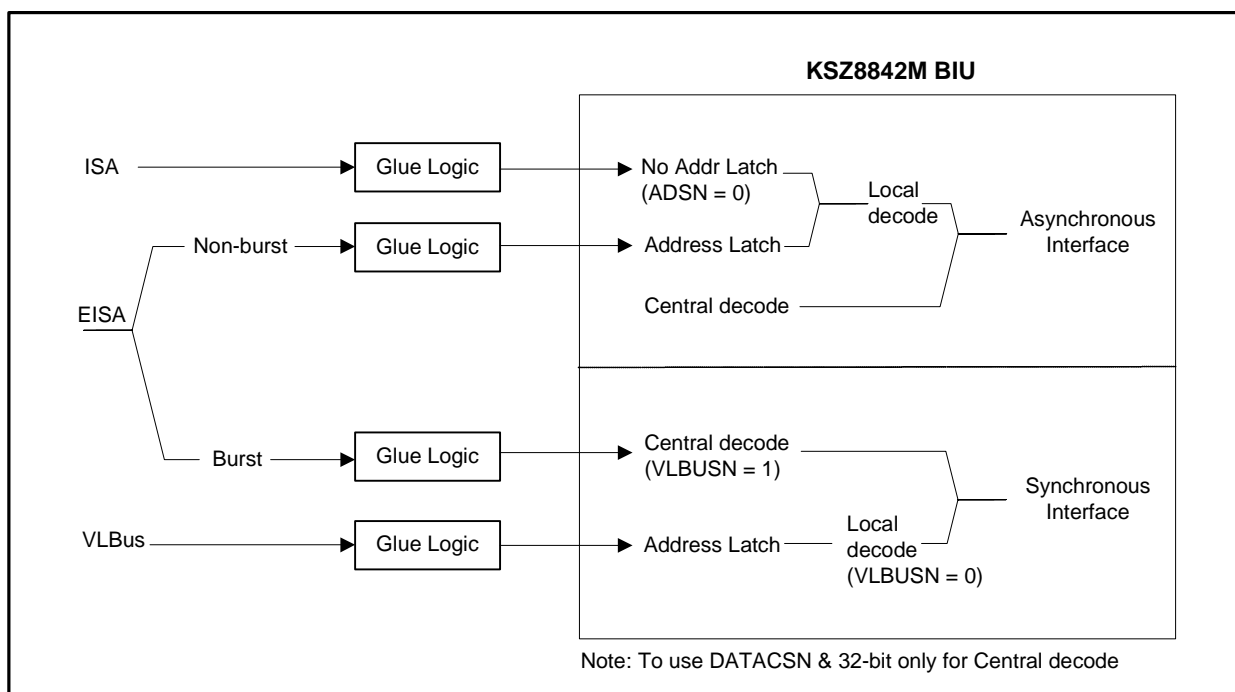 KSZ8842M BIU
ISA
Glue Logic
No Addr Latch
(ADSN = 0)
Local
decode
Asynchronous
Interface
Non-burst
Glue Logic
Address Latch
EISA
Central decode
Burst
Glue Logic
Central decode
(VLBUSN = 1)
Synchronous
Interface
VLBus
Glue Logic
Address Latch
Local
decode
(VLBUSN = 0)
Note: To use DATACSN & 32-bit only for Central decode